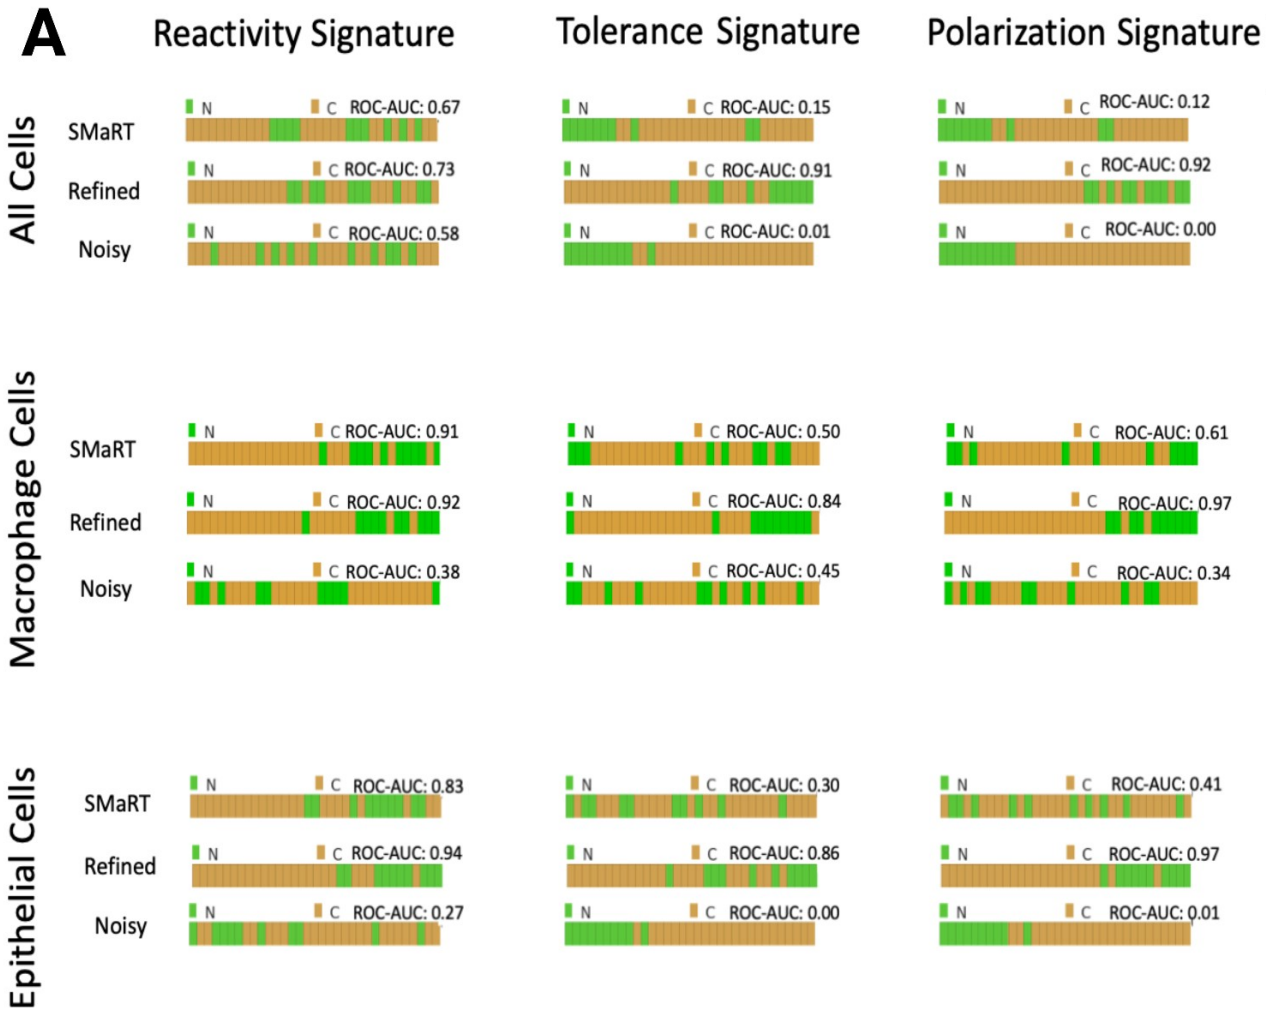 A
Reactivity Signature Tolerance Signature Polarization Signature
All Cells
N C ROC-AUC: 0.67 N C ROC-AUC: 0.15 N C ROC-AUC: 0.12
SMaRT
N C ROC-AUC: 0.73 N C ROC-AUC: 0.91 N C ROC-AUC: 0.92
Refined
N C ROC-AUC: 0.58 N C ROC-AUC: 0.01 N C ROC-AUC: 0.00
Noisy
Macrophage Cells
N C ROC-AUC: 0.91 N C ROC-AUC: 0.50 N C ROC-AUC: 0.61
SMaRT
N C ROC-AUC: 0.92 N C ROC-AUC: 0.84 N C ROC-AUC: 0.97
Refined
N C ROC-AUC: 0.38 N C ROC-AUC: 0.45 N C ROC-AUC: 0.34
Noisy
Epithelial Cells
N C ROC-AUC: 0.83 N C ROC-AUC: 0.30 N C ROC-AUC: 0.41
SMaRT
N C ROC-AUC: 0.94 N C ROC-AUC: 0.86 N C ROC-AUC: 0.97
Refined
N C ROC-AUC: 0.27 N C ROC-AUC: 0.00 N C ROC-AUC: 0.01
Noisy